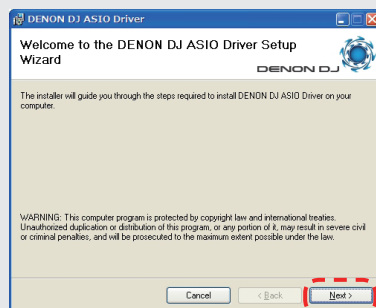 DENON DJ ASIO Driver
Welcome to the DENON DJ ASIO Driver Setup
Wizard
DENON DJ
The installer will guide you through the steps required to install DENON DJ ASIO Driver on your
computer.
WARNING: This computer program is protected by copyright law and international treaties.
Unauthorized duplication or distribution of this program, or any portion of it, may result in severe civil
or criminal penalties, and will be prosecuted to the maximum extent possible under the law.
Cancel < Back Next >